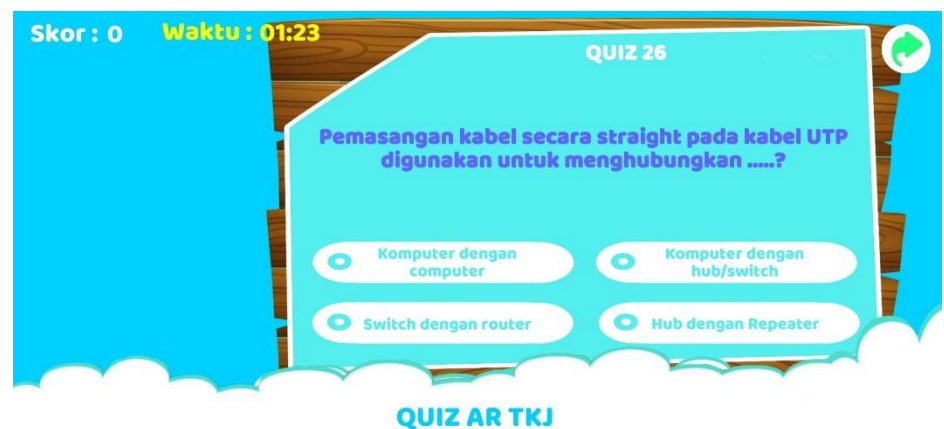 Skor : 0
Waktu : 01:23
QUIZ 26
Pemasangan kabel secara straight pada kabel UTP
digunakan untuk menghubungkan .....?
Komputer dengan
computer
Komputer dengan
hub/switch
Switch dengan router
Hub dengan Repeater
QUIZ AR TKJ